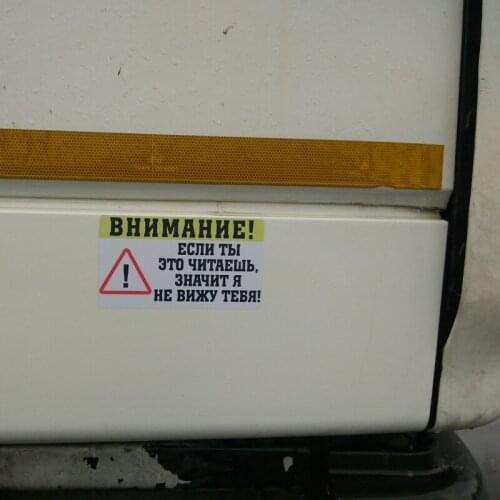 ВНИМАНИЕ!
ЕСЛИ ТЫ
ЭТО ЧИТАЕШЬ,
ЗНАЧИТ Я
НЕ ВИЖУ ТЕБЯ!